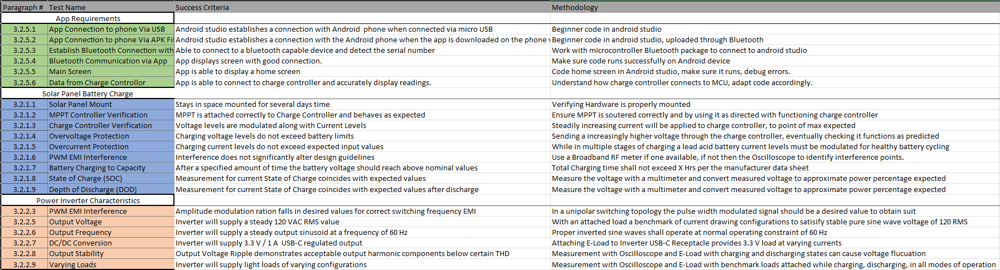 Paragraph # Test Name Success Criteria Methodology
App Requirements
3.2.5.1 App Connection to phone Via USB Android studio establishes a connection with Android phone when connected via micro USB Beginner code in android studio
3.2.5.2 App Connection to phone Via APK Fil Android studio establishes a connection with the Android phone when the app is downloaded on the phone Beginner code in android studio, uploaded through Bluetooth
3.2.5.3 Establish Bluetooth Connection with Able to connect to a bluetooth capable device and detect the serial number Work with microcontroller Bluetooth package to connect to android studio
3.2.5.4 Bluetooth Communication via App App displays screen with good connection. Make sure code runs successfully on Android device
3.2.5.5 Main Screen App is able to display a home screen Code home screen in Android studio, make sure it runs, debug errors.
3.2.5.6 Data from Charge Controllor App is able to connect to charge controller and accurately display readings. Understand how charge controller connects to MCU, adapt code accordingly.
Solar Panel Battery Charge
3.2.1.1 Solar Panel Mount Stays in space mounted for several days time Verifying Hardware is properly mounted
3.2.1.2 MPPT Controller Verification MPPT is attached correctly to Charge Controller and behaves as expected Ensure MPPT is soutered correctly and by using it as directed with functioning charge controller
3.2.1.3 Charge Controller Verification Voltage levels are modulated along with Current Levels Steadily increasing current will be applied to charge controller, to point of max expected
3.2.1.4 Overvoltage Protection Charging voltage levels do not exceed battery limits Sending a increasingly higher voltage through the charge controller, eventually checking it functions as predicted
3.2.1.5 Overcurrent Protection Charging current levels do not exceed expected input values While in multiple stages of charging a lead acid battery current levels must be modulated for healthy battery cycling
3.2.1.6 PWM EMI Interference Interference does not significantly alter design guidelines Use a Broadband RF meter if one available, if not then the Oscilloscope to identify interference points.
3.2.1.7 Battery Charging to Capacity After a specified amount of time the battery voltage should reach above nominal values Total Charging time shall not exceed X Hrs per the manufacturer data sheet
3.2.1.8 State of Charge (SOC) Measurement for current State of Charge coincides with expected values Measure the voltage with a multimeter and convert measured voltage to approximate power percentage expected
3.2.1.9 Depth of Discharge (DOD) Measurement for current State of Charge coincides with expected values after discharge Measure the voltage with a multimeter and convert measured voltage to approximate power percentage expected
Power Inverter Characteristics
3.2.2.3 PWM EMI Interference Amplitude modulation ration falls in desired values for correct switching frequency EMI In a unipolar switching topology the pulse width modulated signal should be a desired value to obtain suit
3.2.2.5 Output Voltage Inverter will supply a steady 120 VAC RMS value With an attached load a benchmark of current drawing configurations to satisify stable pure sine wave voltage of 120 RMS
3.2.2.6 Output Frequency Inverter will supply a steady output sinusoid at a frequency of 60 Hz Proper inverted sine waves shall operate at normal operating constraint of 60 Hz
3.2.2.7 DC/DC Conversion Inverter will supply 3.3 V / 1 A USB-C regulated output Attaching E-Load to Inverter USB-C Receptacle provides 3.3 V load at varying currents
3.2.2.8 Output Stability Output Voltage Ripple demonstrates acceptable output harmonic components below certain THD Measurement with Oscilloscope and E-Load with charging and discharging states can cause voltage flucuation
3.2.2.9 Varying Loads Inverter will supply light loads of varying configurations Measurement with Oscilloscope and E-Load with benchmark loads attached while charging, discharging, in all modes of operation